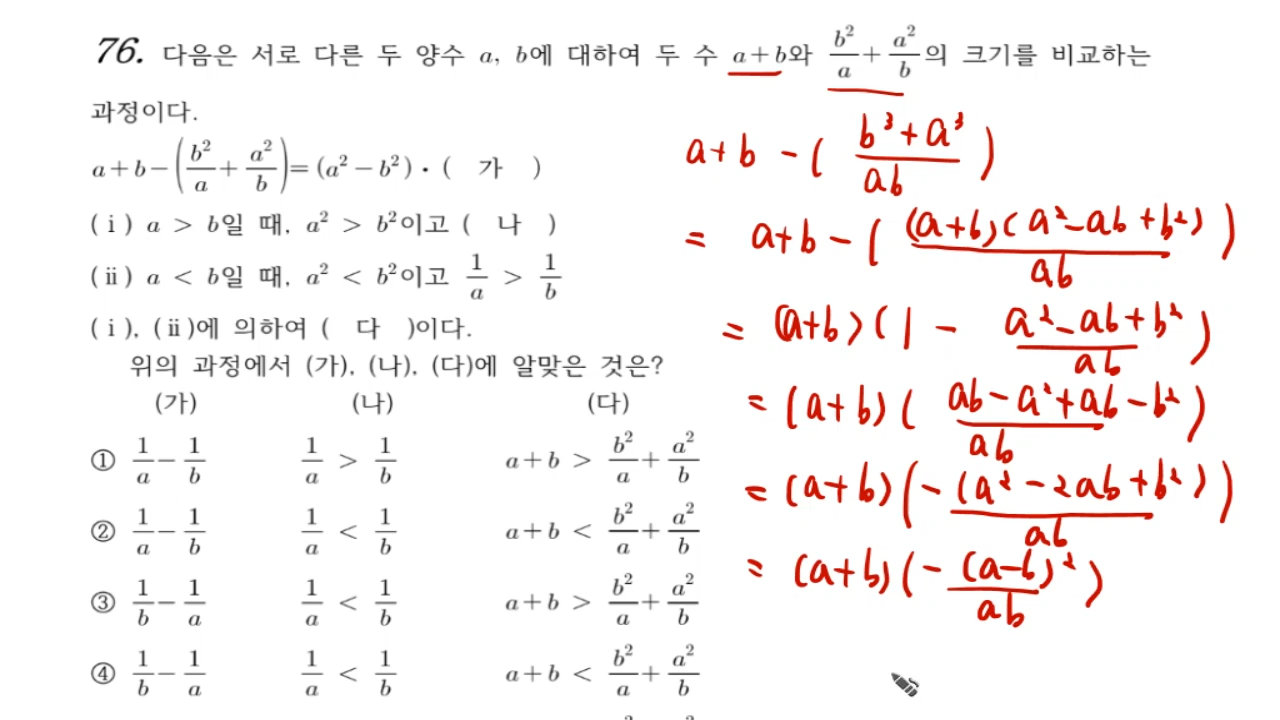 76. 다음은 서로 다른 두 양수 a, b에 대하여 두 수 a+b와 b²/a + a²/b의 크기를 비교하는
과정이다.
a+b−(b²/a + a²/b)=(a²−b²)·( 가 )
(ⅰ) a > b일 때, a² > b²이고 ( 나 )
(ⅱ) a < b일 때, a² < b²이고 1/a > 1/b
(ⅰ), (ⅱ)에 의하여 ( 다 )이다.
위의 과정에서 (가), (나), (다)에 알맞은 것은?
(가) (나) (다)
① 1/a − 1/b 1/a > 1/b a+b > b²/a + a²/b
② 1/a − 1/b 1/a < 1/b a+b < b²/a + a²/b
③ 1/b − 1/a 1/a < 1/b a+b > b²/a + a²/b
④ 1/b − 1/a 1/a < 1/b a+b < b²/a + a²/b
a+b −( (b³+a³)/ab )
= a+b −( (a+b)(a²−ab+b²)/ab )
= (a+b)(1 − (a²−ab+b²)/ab )
= (a+b)( (ab−a²+ab−b²)/ab )
= (a+b)( −(a²−2ab+b²)/ab )
= (a+b)( −(a−b)²/ab )